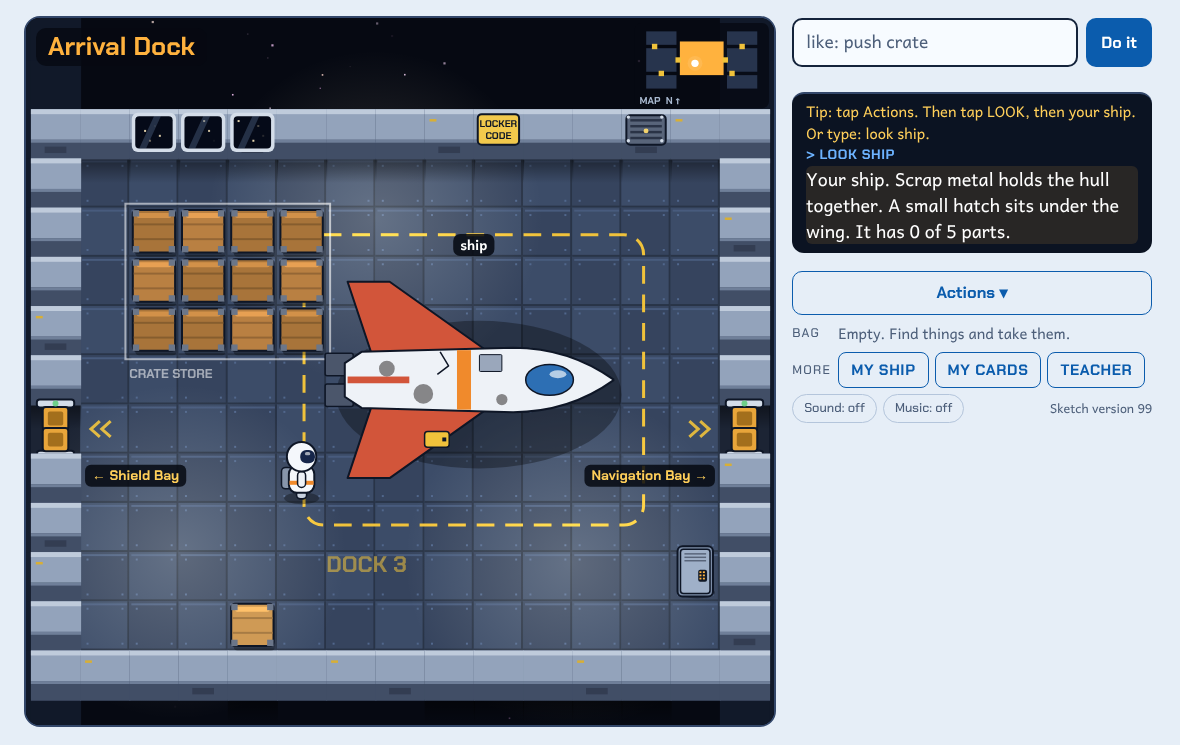 Arrival Dock
MAP N ↑
LOCKER
CODE
ship
CRATE STORE
← Shield Bay
Navigation Bay →
DOCK 3
like: push crate
Do it
Tip: tap Actions. Then tap LOOK, then your ship.
Or type: look ship.
> LOOK SHIP
Your ship. Scrap metal holds the hull
together. A small hatch sits under the
wing. It has 0 of 5 parts.
Actions ▾
BAG Empty. Find things and take them.
MORE MY SHIP MY CARDS TEACHER
Sound: off Music: off Sketch version 99